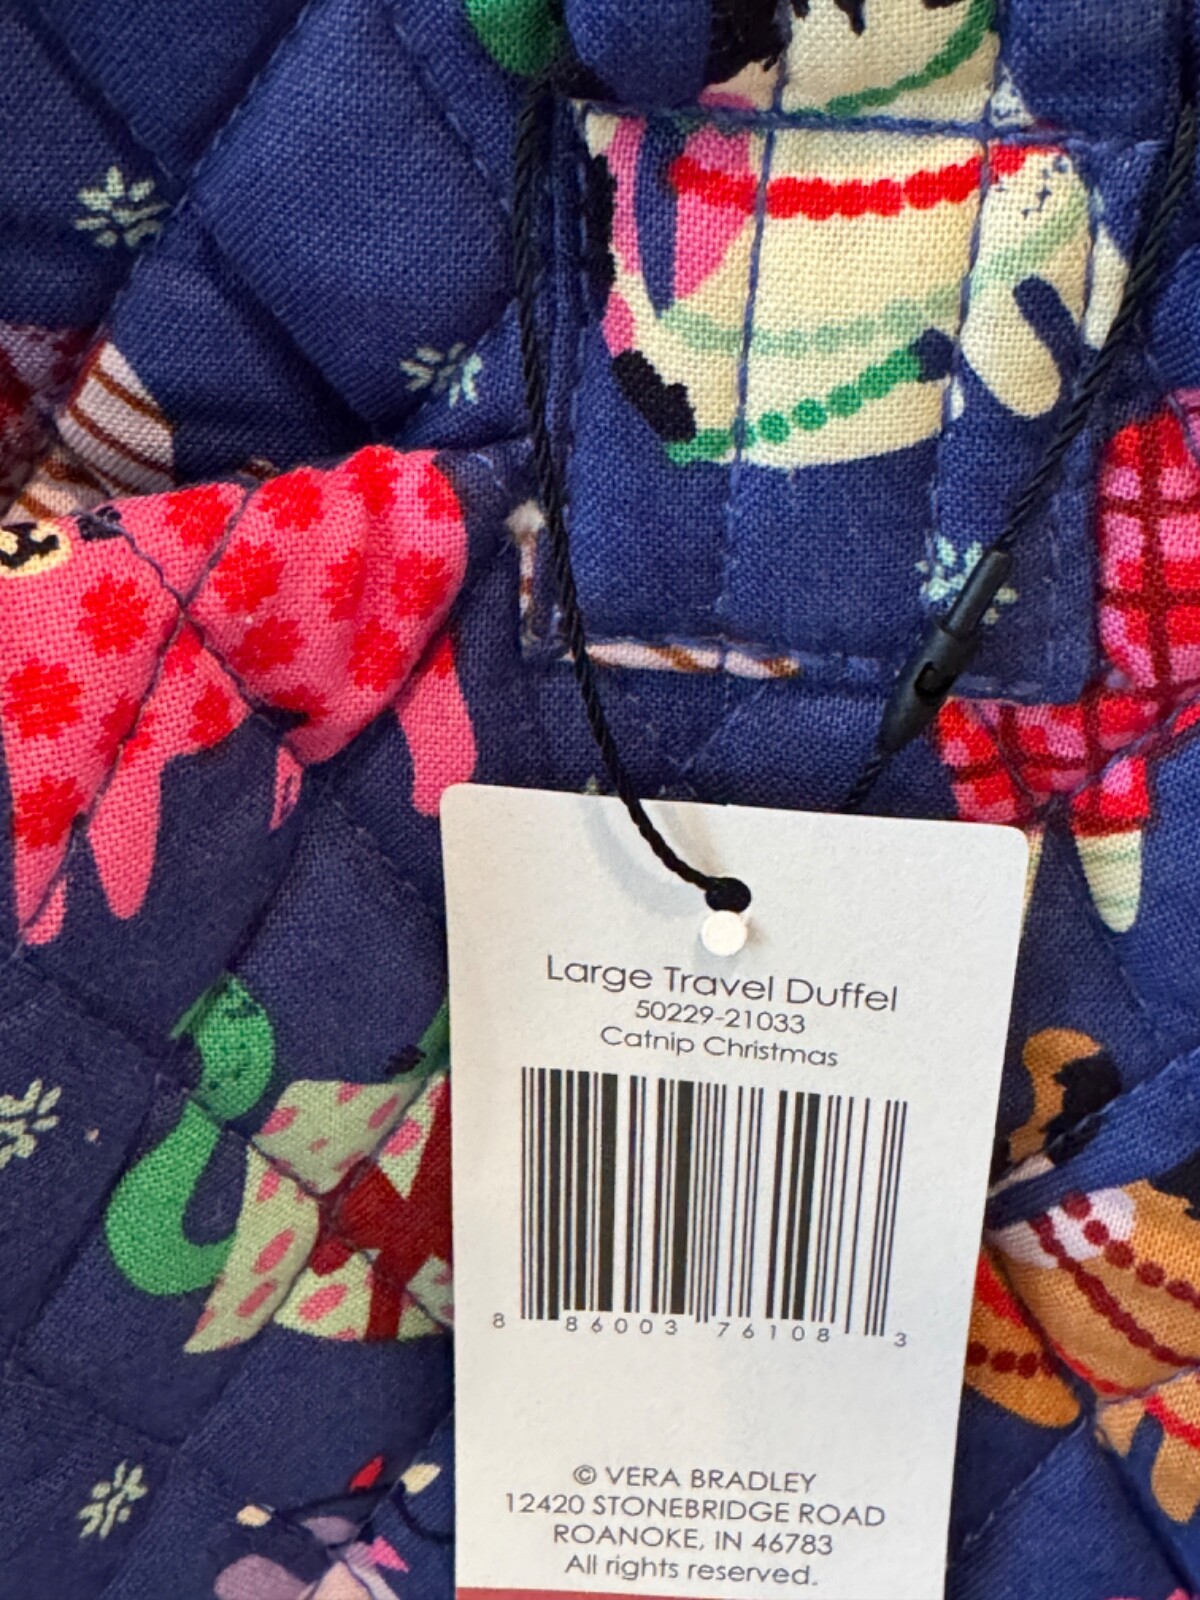 Large Travel Duffel
50229-21033
Catnip Christmas
8 86003 76108 3
© VERA BRADLEY
12420 STONEBRIDGE ROAD
ROANOKE, IN 46783
All rights reserved.